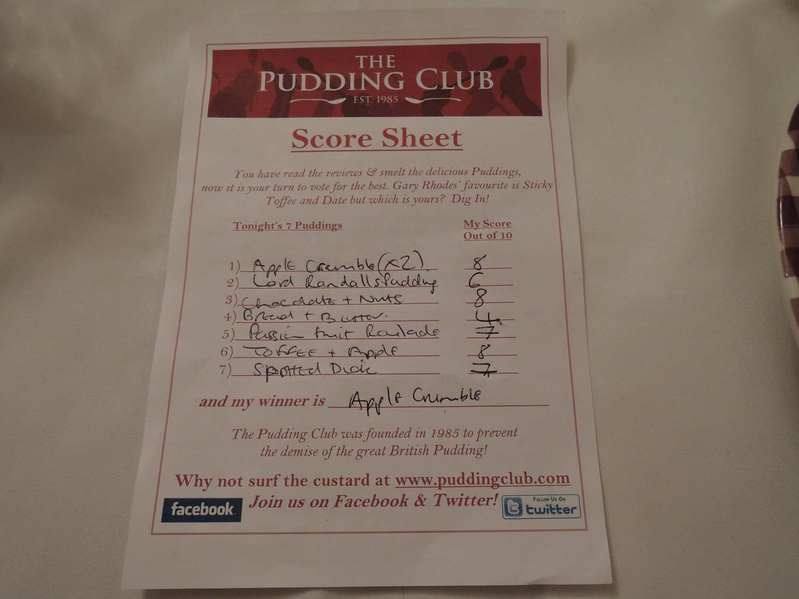 THE
PUDDING CLUB
EST. 1985
Score Sheet
You have read the reviews & smelt the delicious Puddings,
now it is your turn to vote for the best. Gary Rhodes' favourite is Sticky
Toffee and Date but which is yours? Dig In!
Tonight's 7 Puddings My Score
Out of 10
1) Apple Crumble (x2). 8
2) Lord Randalls Pudding 6
3) Chocolate + Nuts 8
4) Bread + Butter. 4
5) Passion fruit Roulade 7
6) TOFFEE + Apple 8
7) Spotted Dick 7
and my winner is Apple Crumble
The Pudding Club was founded in 1985 to prevent
the demise of the great British Pudding!
Why not surf the custard at www.puddingclub.com
facebook Join us on Facebook & Twitter! FOLLOW US ON
twitter